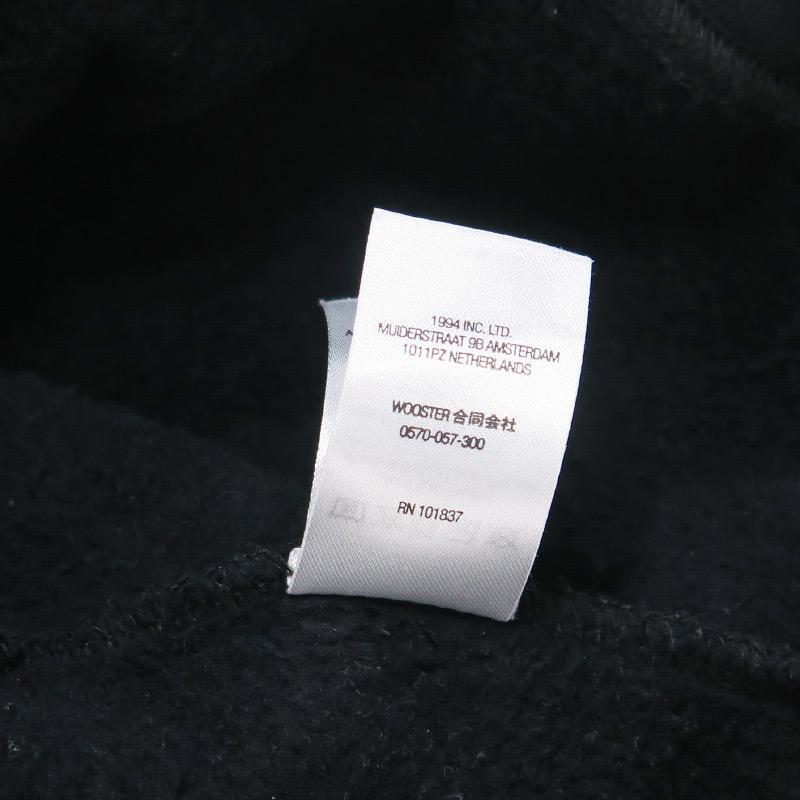 1994 INC. LTD.
MUIDERSTRAAT 9B AMSTERDAM
1011PZ NETHERLANDS
WOOSTER 合同会社
0570-057-300
RN 101837